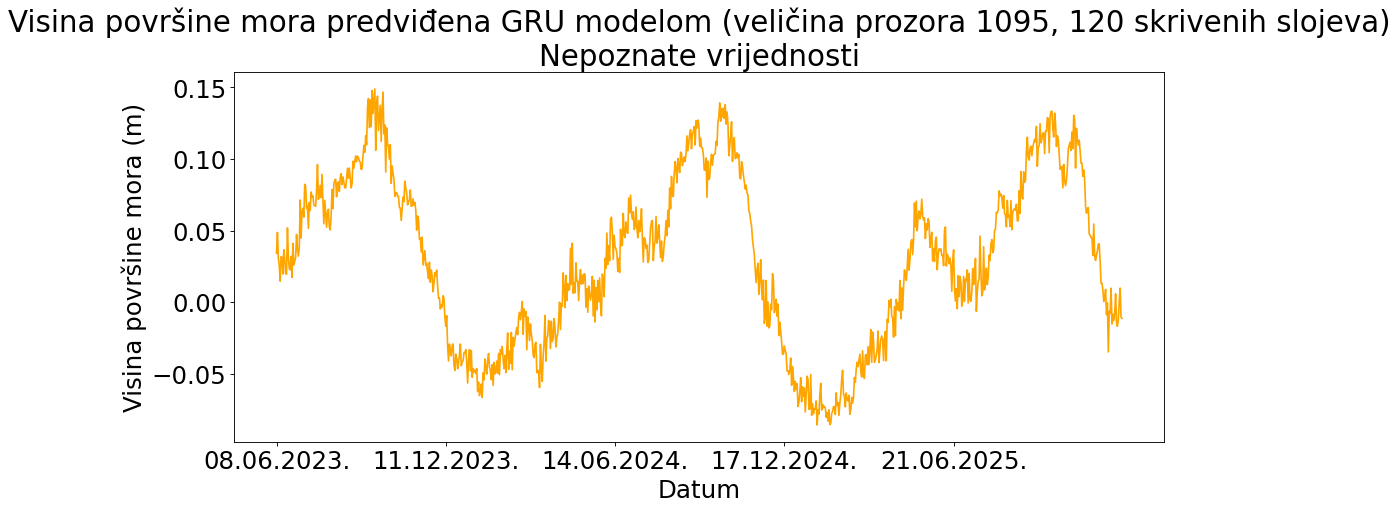 Visina površine mora predviđena GRU modelom (veličina prozora 1095, 120 skrivenih slojeva)
Nepoznate vrijednosti
Visina površine mora (m)
0.15
0.10
0.05
0.00
−0.05
08.06.2023. 11.12.2023. 14.06.2024. 17.12.2024. 21.06.2025.
Datum